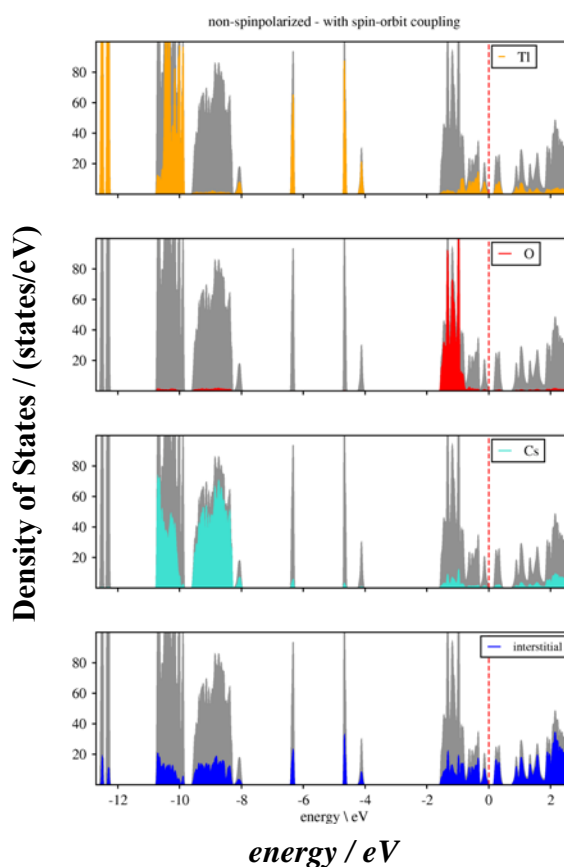 non-spinpolarized - with spin-orbit coupling
Density of States / (states/eV)
80
60
40
20
Tl
80
60
40
20
O
80
60
40
20
Cs
80
60
40
20
interstitial
-12 -10 -8 -6 -4 -2 0 2
energy \ eV
energy / eV